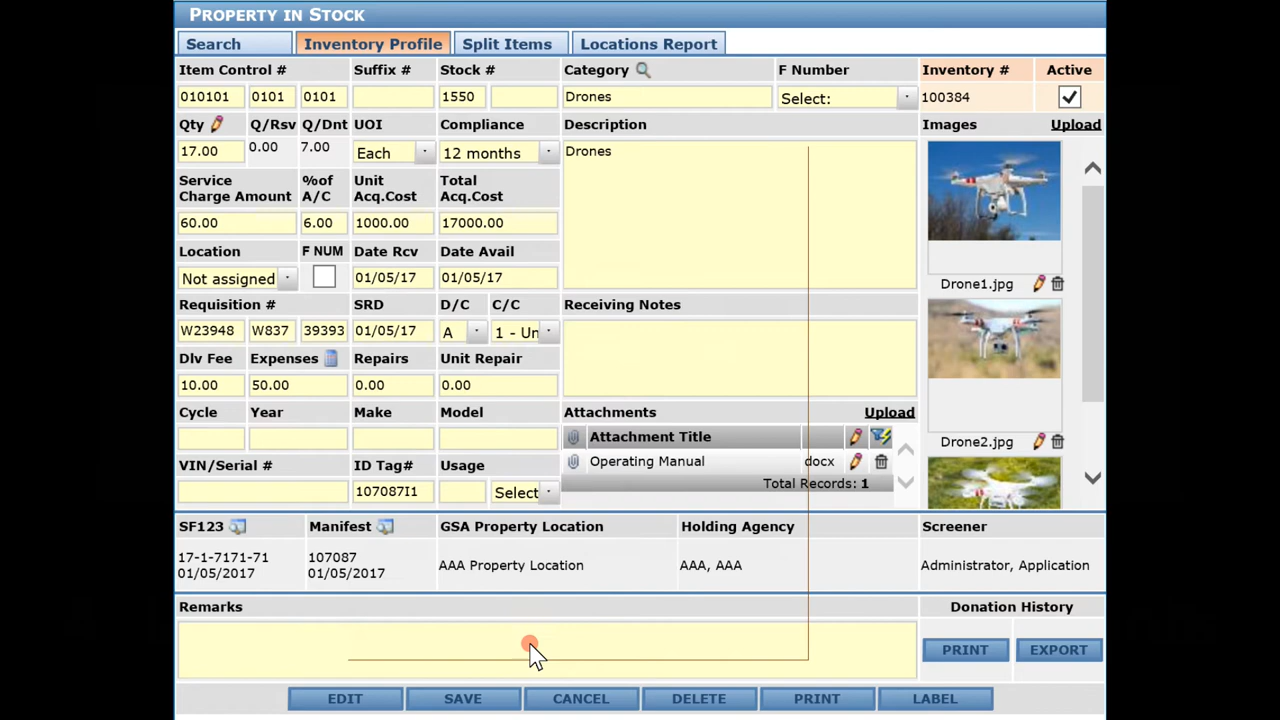 PROPERTY IN STOCK
Search Inventory Profile Split Items Locations Report
Item Control # Suffix # Stock # Category F Number Inventory # Active
010101 0101 0101 1550 Drones Select: 100384
Qty Q/Rsv Q/Dnt UOI Compliance Description Images Upload
17.00 0.00 7.00 Each 12 months Drones
Service Charge Amount %of A/C Unit Acq.Cost Total Acq.Cost
60.00 6.00 1000.00 17000.00
Location F NUM Date Rcv Date Avail
Not assigned 01/05/17 01/05/17 Drone1.jpg
Requisition # SRD D/C C/C Receiving Notes
W23948 W837 39393 01/05/17 A 1 - Un
Dlv Fee Expenses Repairs Unit Repair
10.00 50.00 0.00 0.00
Cycle Year Make Model Attachments Upload
Attachment Title Drone2.jpg
VIN/Serial # ID Tag# Usage Operating Manual docx
107087I1 Select Total Records: 1
SF123 Manifest GSA Property Location Holding Agency Screener
17-1-7171-71 107087 AAA Property Location AAA, AAA Administrator, Application
01/05/2017 01/05/2017
Remarks Donation History
PRINT EXPORT
EDIT SAVE CANCEL DELETE PRINT LABEL